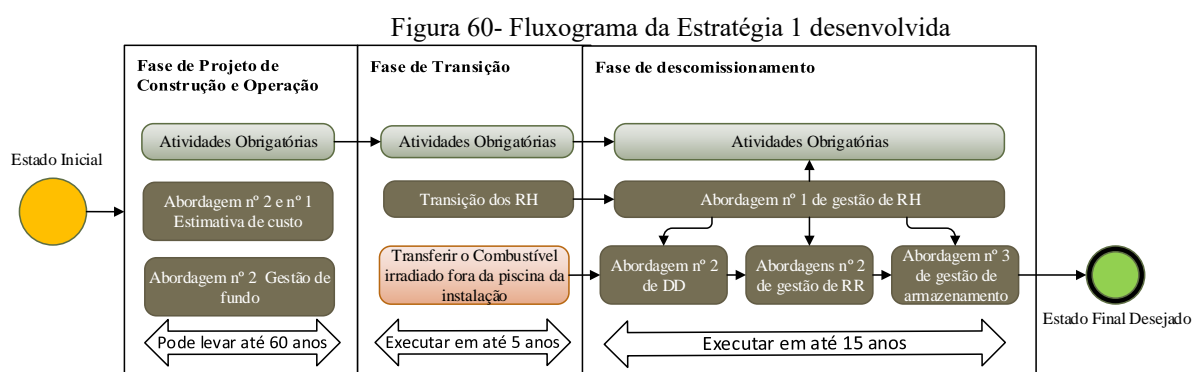 Figura 60- Fluxograma da Estratégia 1 desenvolvida
Fase de Projeto de
Construção e Operação
Fase de Transição
Fase de descomissionamento
Estado Inicial
Atividades Obrigatórias
Atividades Obrigatórias
Atividades Obrigatórias
Abordagem nº 2 e nº 1
Estimativa de custo
Transição dos RH
Abordagem nº 1 de gestão de RH
Abordagem nº 2 Gestão de
fundo
Transferir o Combustível
irradiado fora da piscina da
instalação
Abordagem nº 2
de DD
Abordagens nº 2
de gestão de RR
Abordagem nº 3
de gestão de
armazenamento
Estado Final Desejado
Pode levar até 60 anos
Executar em até 5 anos
Executar em até 15 anos